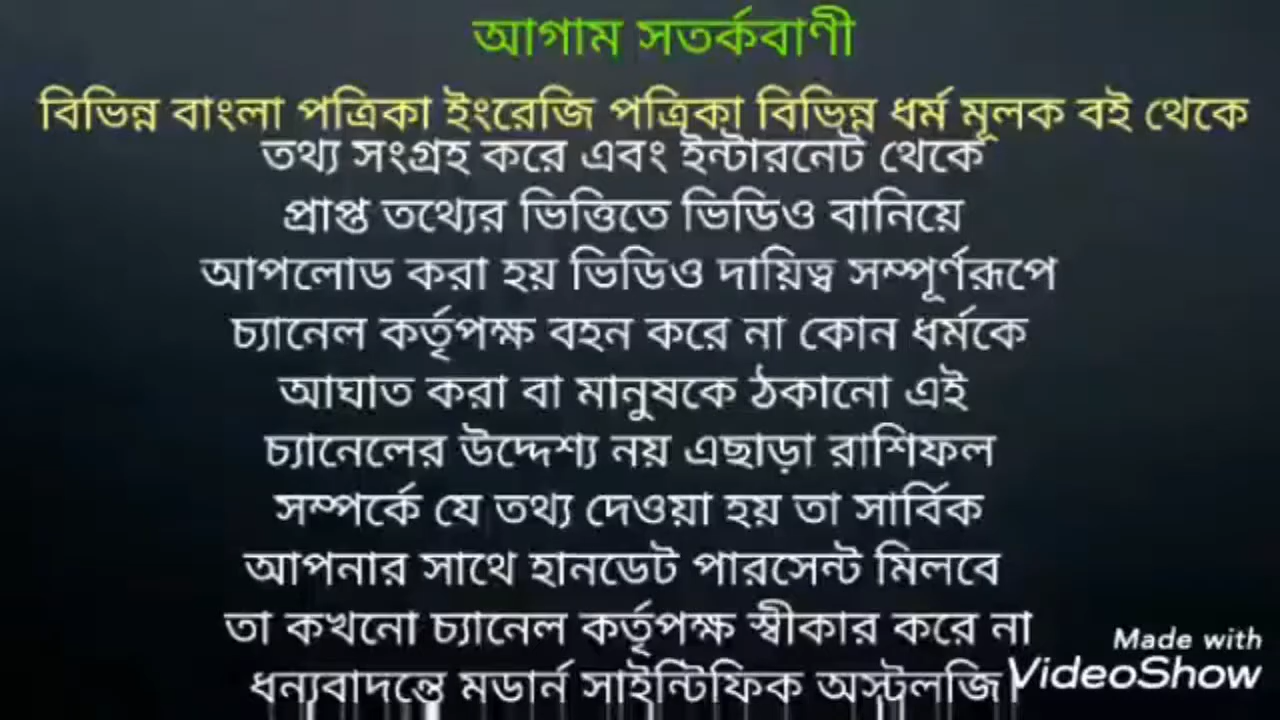 আগাম সতর্কবাণী
বিভিন্ন বাংলা পত্রিকা ইংরেজি পত্রিকা বিভিন্ন ধর্ম মূলক বই থেকে
তথ্য সংগ্রহ করে এবং ইন্টারনেট থেকে
প্রাপ্ত তথ্যের ভিত্তিতে ভিডিও বানিয়ে
আপলোড করা হয় ভিডিও দায়িত্ব সম্পূর্ণরূপে
চ্যানেল কর্তৃপক্ষ বহন করে না কোন ধর্মকে
আঘাত করা বা মানুষকে ঠকানো এই
চ্যানেলের উদ্দেশ্য নয় এছাড়া রাশিফল
সম্পর্কে যে তথ্য দেওয়া হয় তা সার্বিক
আপনার সাথে হানডেট পারসেন্ট মিলবে
তা কখনো চ্যানেল কর্তৃপক্ষ স্বীকার করে না
ধন্যবাদন্তে মডার্ন সাইন্টিফিক অস্ট্রলজি।
Made with
VideoShow